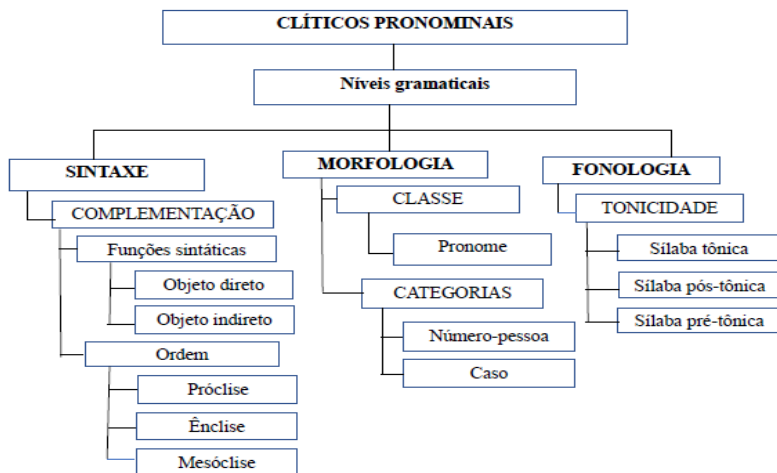 CLÍTICOS PRONOMINAIS
Níveis gramaticais
SINTAXE
COMPLEMENTAÇÃO
Funções sintáticas
Objeto direto
Objeto indireto
Ordem
Próclise
Ênclise
Mesóclise
MORFOLOGIA
CLASSE
Pronome
CATEGORIAS
Número-pessoa
Caso
FONOLOGIA
TONICIDADE
Sílaba tônica
Sílaba pós-tônica
Sílaba pré-tônica